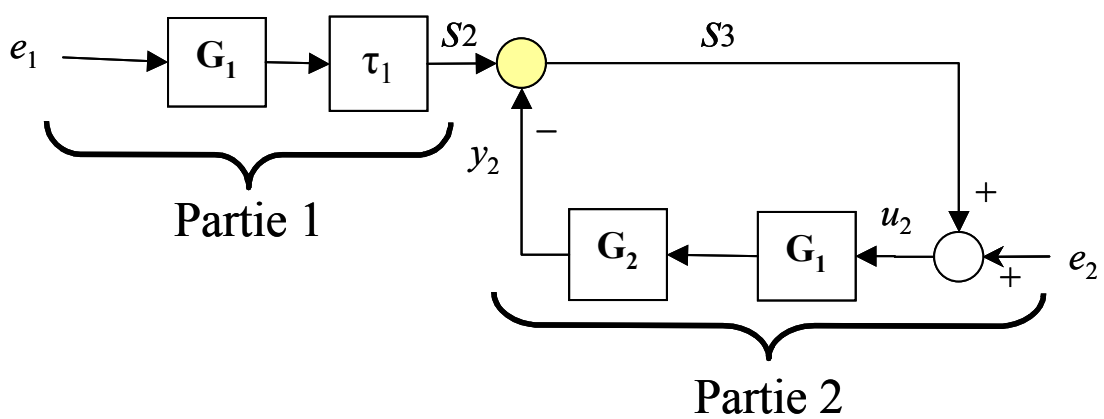 e₁
G₁
τ₁
S2
S3
−
y₂
+
Partie 1
G₂
G₁
u₂
+
e₂
Partie 2